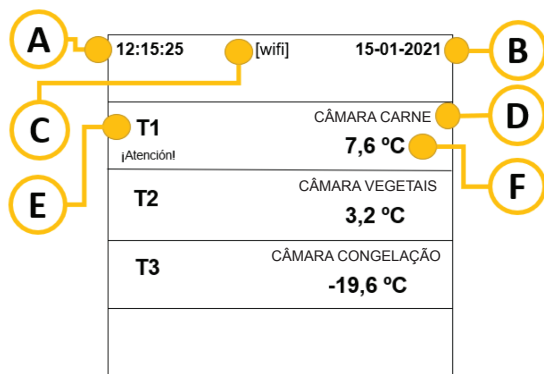 A
12:15:25 [wifi] 15-01-2021
B
C
T1 CÂMARA CARNE
D
¡Atención! 7,6 ºC
E
F
T2 CÂMARA VEGETAIS
3,2 ºC
T3 CÂMARA CONGELAÇÃO
-19,6 ºC